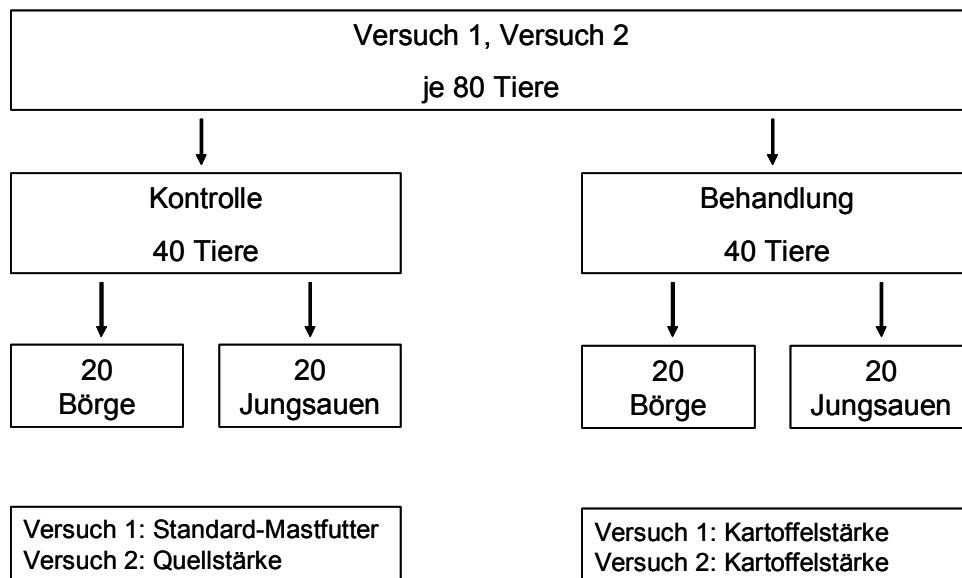 Versuch 1, Versuch 2
je 80 Tiere
Kontrolle
40 Tiere
Behandlung
40 Tiere
20
Börge
20
Jungsauen
20
Börge
20
Jungsauen
Versuch 1: Standard-Mastfutter
Versuch 2: Quellstärke
Versuch 1: Kartoffelstärke
Versuch 2: Kartoffelstärke